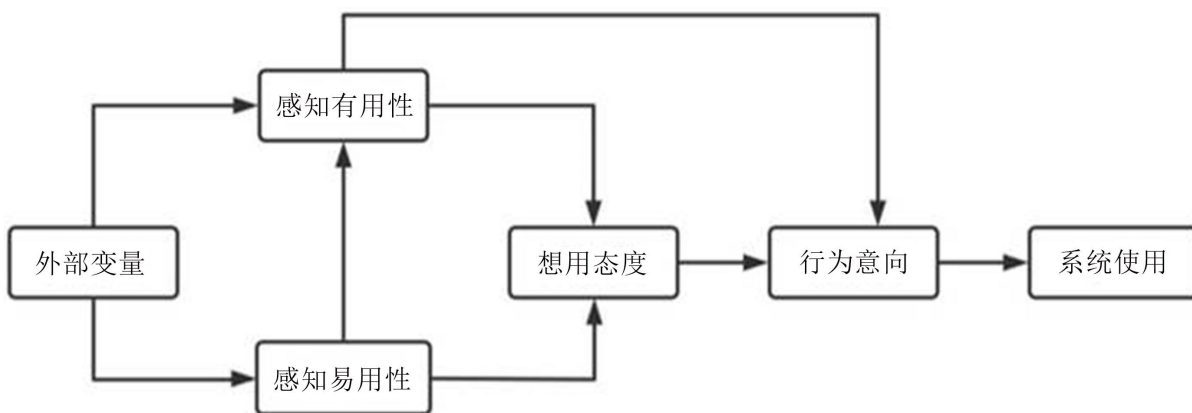 感知有用性
外部变量
想用态度
行为意向
系统使用
感知易用性